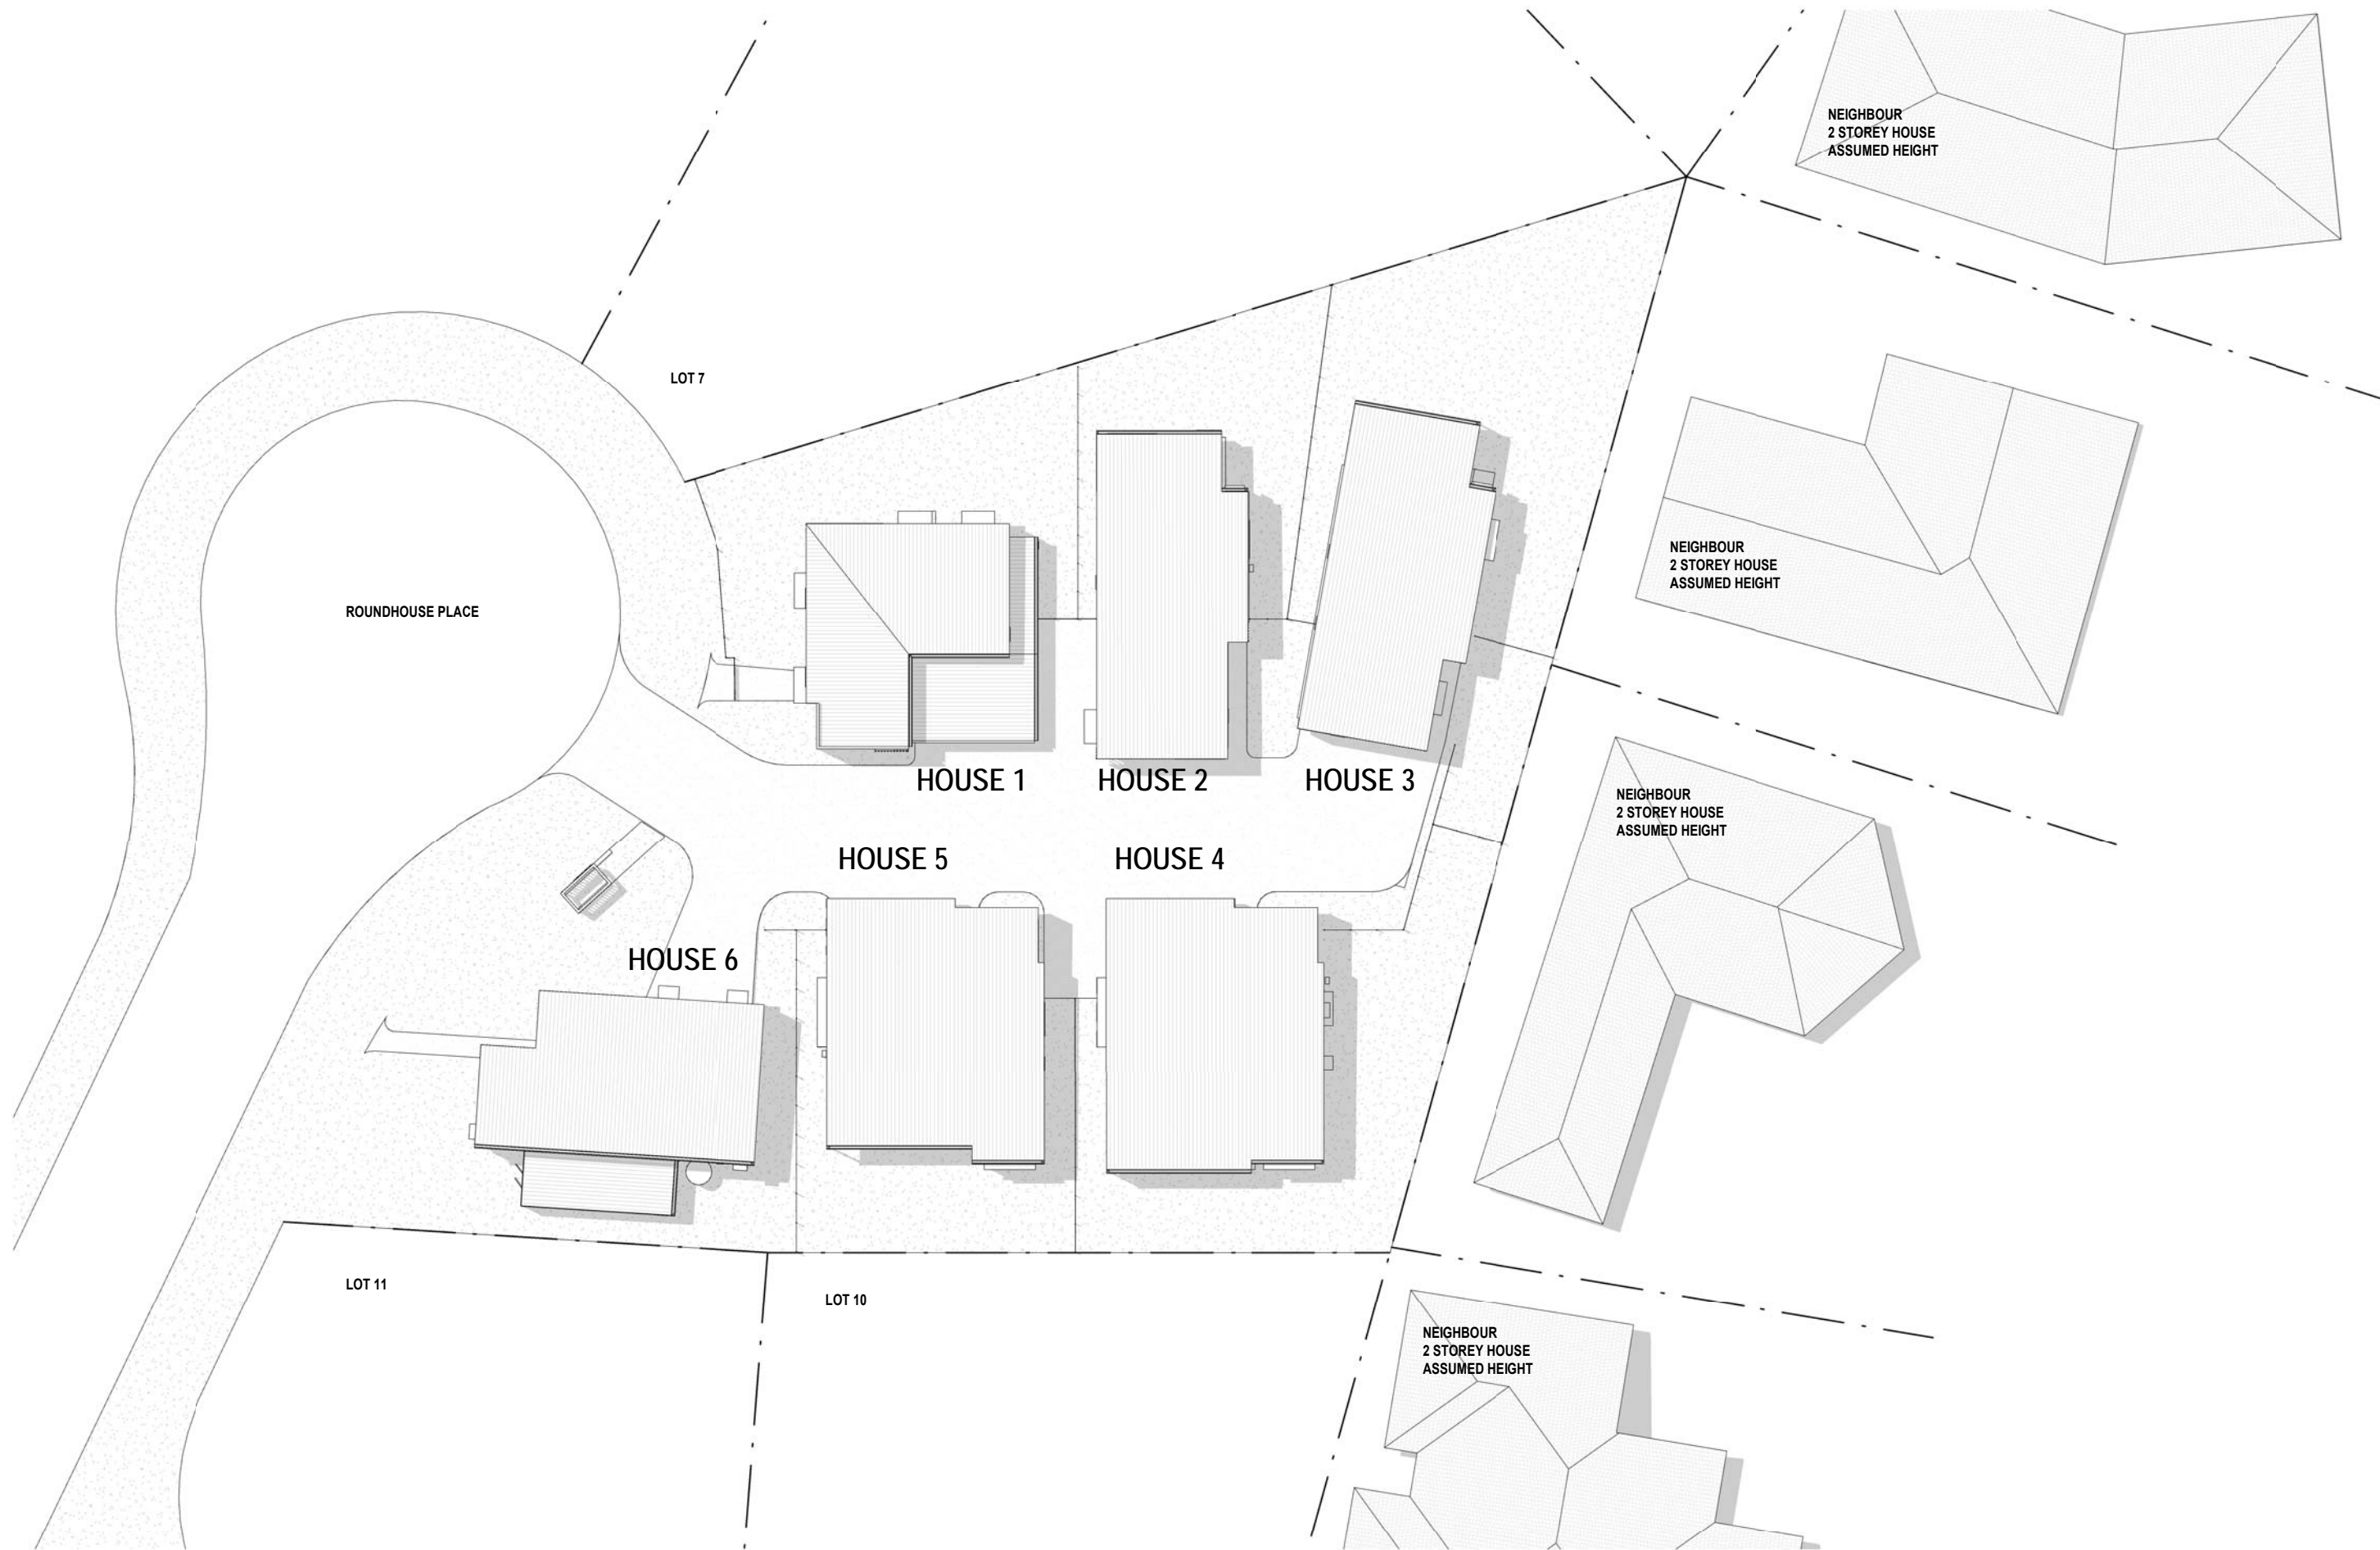 NEIGHBOUR
2 STOREY HOUSE
ASSUMED HEIGHT
LOT 7
NEIGHBOUR
2 STOREY HOUSE
ASSUMED HEIGHT
ROUNDHOUSE PLACE
HOUSE 1
HOUSE 2
HOUSE 3
NEIGHBOUR
2 STOREY HOUSE
ASSUMED HEIGHT
HOUSE 5
HOUSE 4
HOUSE 6
LOT 11
LOT 10
NEIGHBOUR
2 STOREY HOUSE
ASSUMED HEIGHT